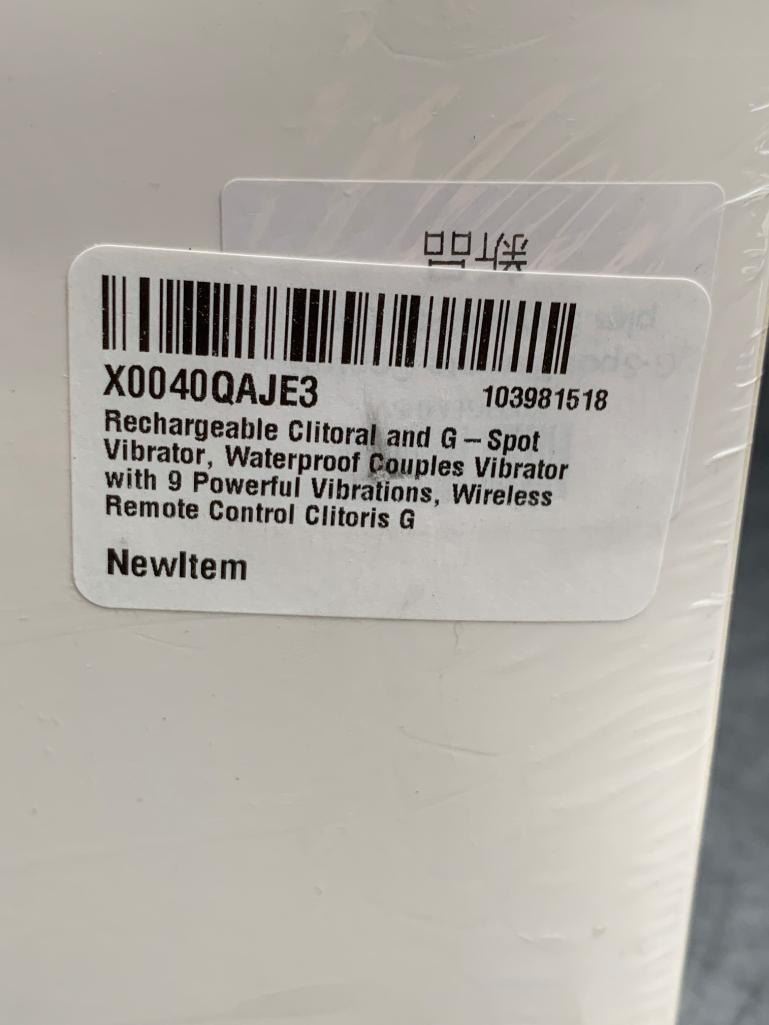 X0040QAJE3 103981518
Rechargeable Clitoral and G – Spot
Vibrator, Waterproof Couples Vibrator
with 9 Powerful Vibrations, Wireless
Remote Control Clitoris G
NewItem